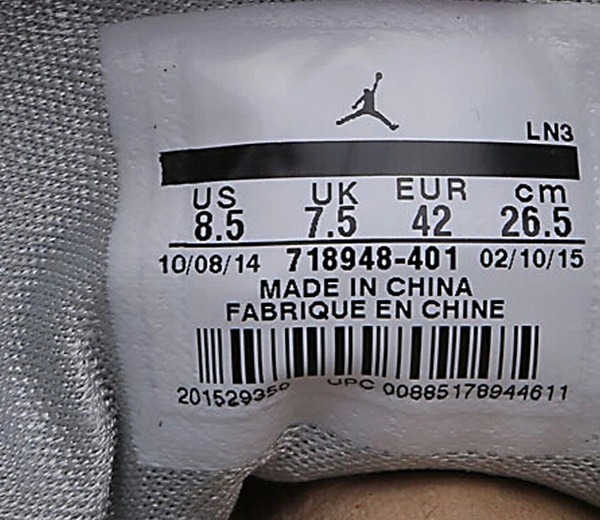 LN3
US UK EUR cm
8.5 7.5 42 26.5
10/08/14 718948-401 02/10/15
MADE IN CHINA
FABRIQUE EN CHINE
2015293350 UPC 00885178944611